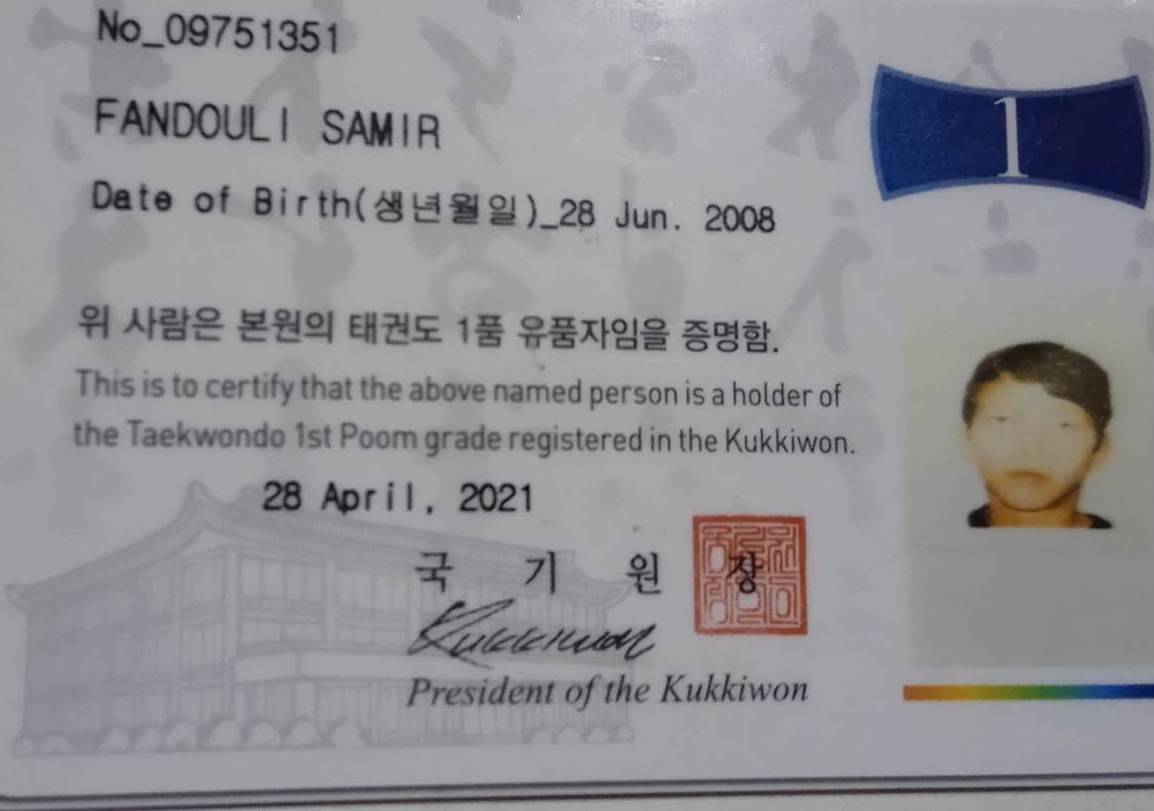 No_09751351
1
FANDOULI SAMIR
Date of Birth(생년월일)_28 Jun. 2008
위 사람은 본원의 태권도 1품 유품자임을 증명함.
This is to certify that the above named person is a holder of
the Taekwondo 1st Poom grade registered in the Kukkiwon.
28 April, 2021
국 기 원 장
Kukkiwon
President of the Kukkiwon